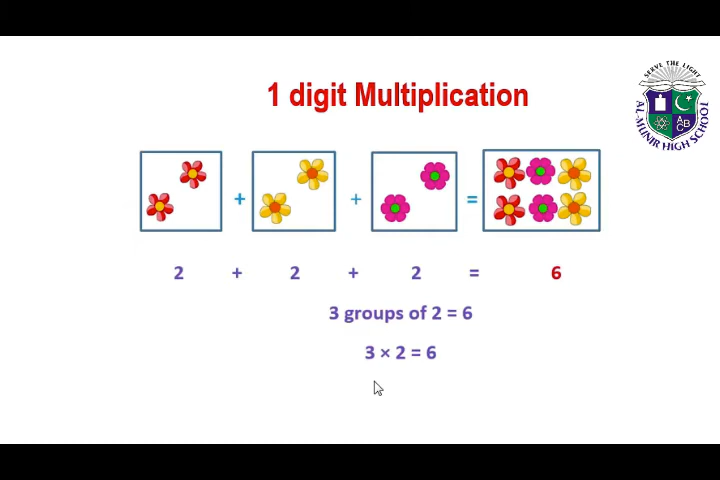 SERVE THE LIGHT
1 digit Multiplication
A
B
C
AL-MUNIR HIGH SCHOOL
+ + =
2 + 2 + 2 = 6
3 groups of 2 = 6
3 × 2 = 6